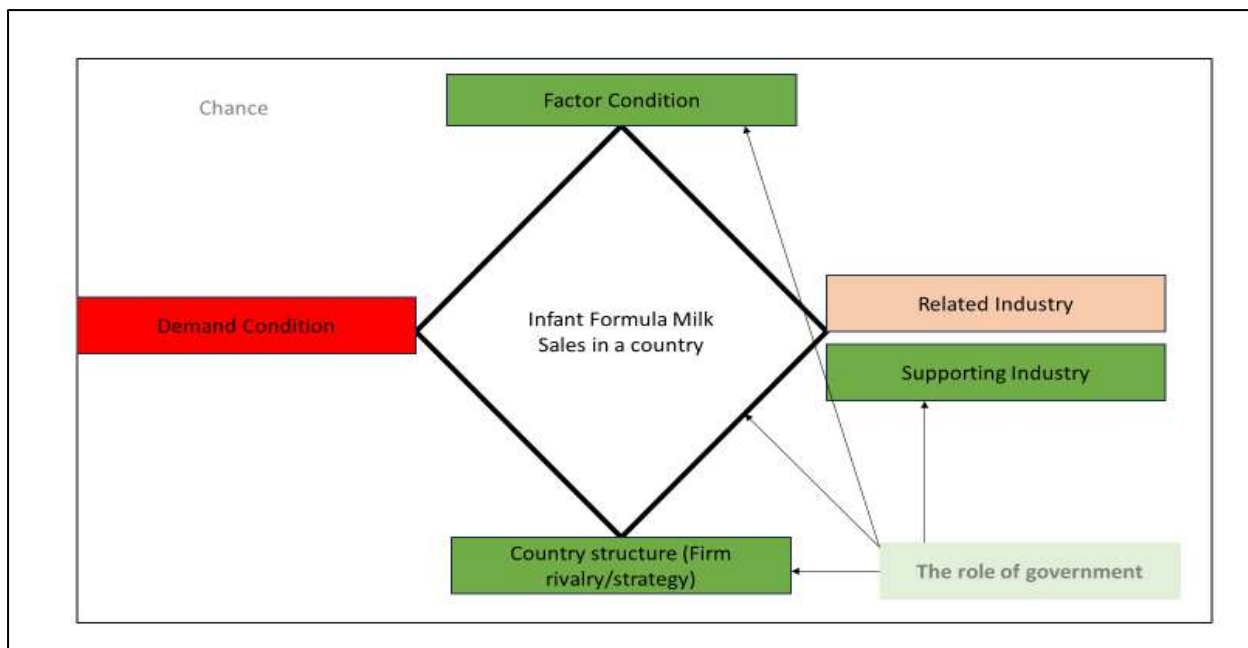 Chance
Factor Condition
Demand Condition
Infant Formula Milk
Sales in a country
Related Industry
Supporting Industry
Country structure (Firm
rivalry/strategy)
The role of government